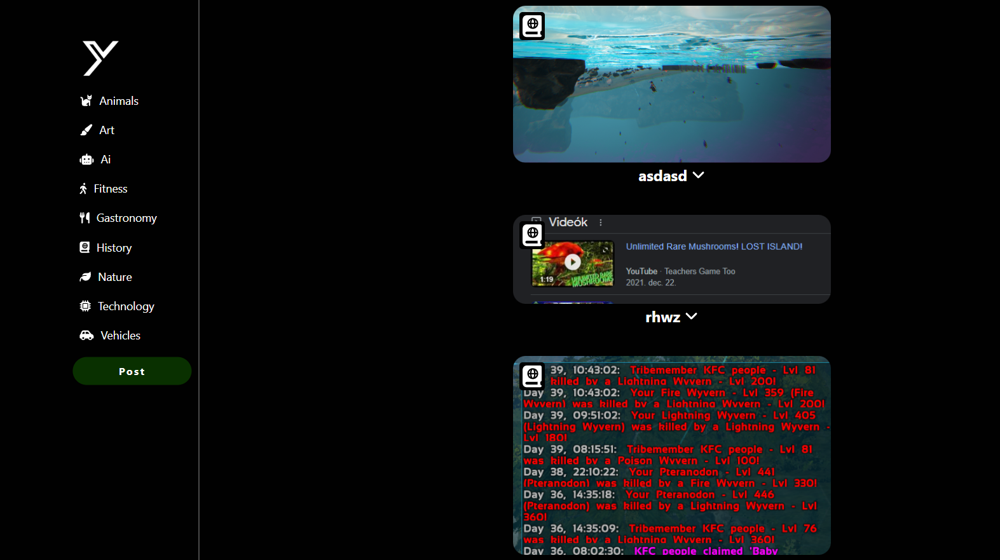 Animals
Art
Ai
Fitness
Gastronomy
History
Nature
Technology
Vehicles
Post
asdasd
Videók
Unlimited Rare Mushrooms! LOST ISLAND!
UNLIMITED RARE
MUSHROOMS
1:19
YouTube · Teachers Game Too
2021. dec. 22.
rhwz
39, 10:43:02: Tribemember KFC people - Lvl 81
killed by a Lightning Wyvern - Lvl 200!
Day 39, 10:43:02: Your Fire Wyvern - Lvl 359 (Fire
Wyvern) was killed by a Lightning Wyvern - Lvl 200!
Day 39, 09:51:02: Your Lightning Wyvern - Lvl 405
(Lightning Wyvern) was killed by a Lightning Wyvern -
Lvl 180!
Day 39, 08:15:51: Tribemember KFC people - Lvl 81
was killed by a Poison Wyvern - Lvl 100!
Day 38, 22:10:22: Your Pteranodon - Lvl 441
(Pteranodon) was killed by a Fire Wyvern - Lvl 330!
Day 36, 14:35:18: Your Pteranodon - Lvl 446
(Pteranodon) was killed by a Lightning Wyvern - Lvl
360!
Day 36, 14:35:09: Tribemember KFC people - Lvl 76
was killed by a Lightning Wyvern - Lvl 360!
Day 36, 08:02:30: KFC people claimed 'Baby